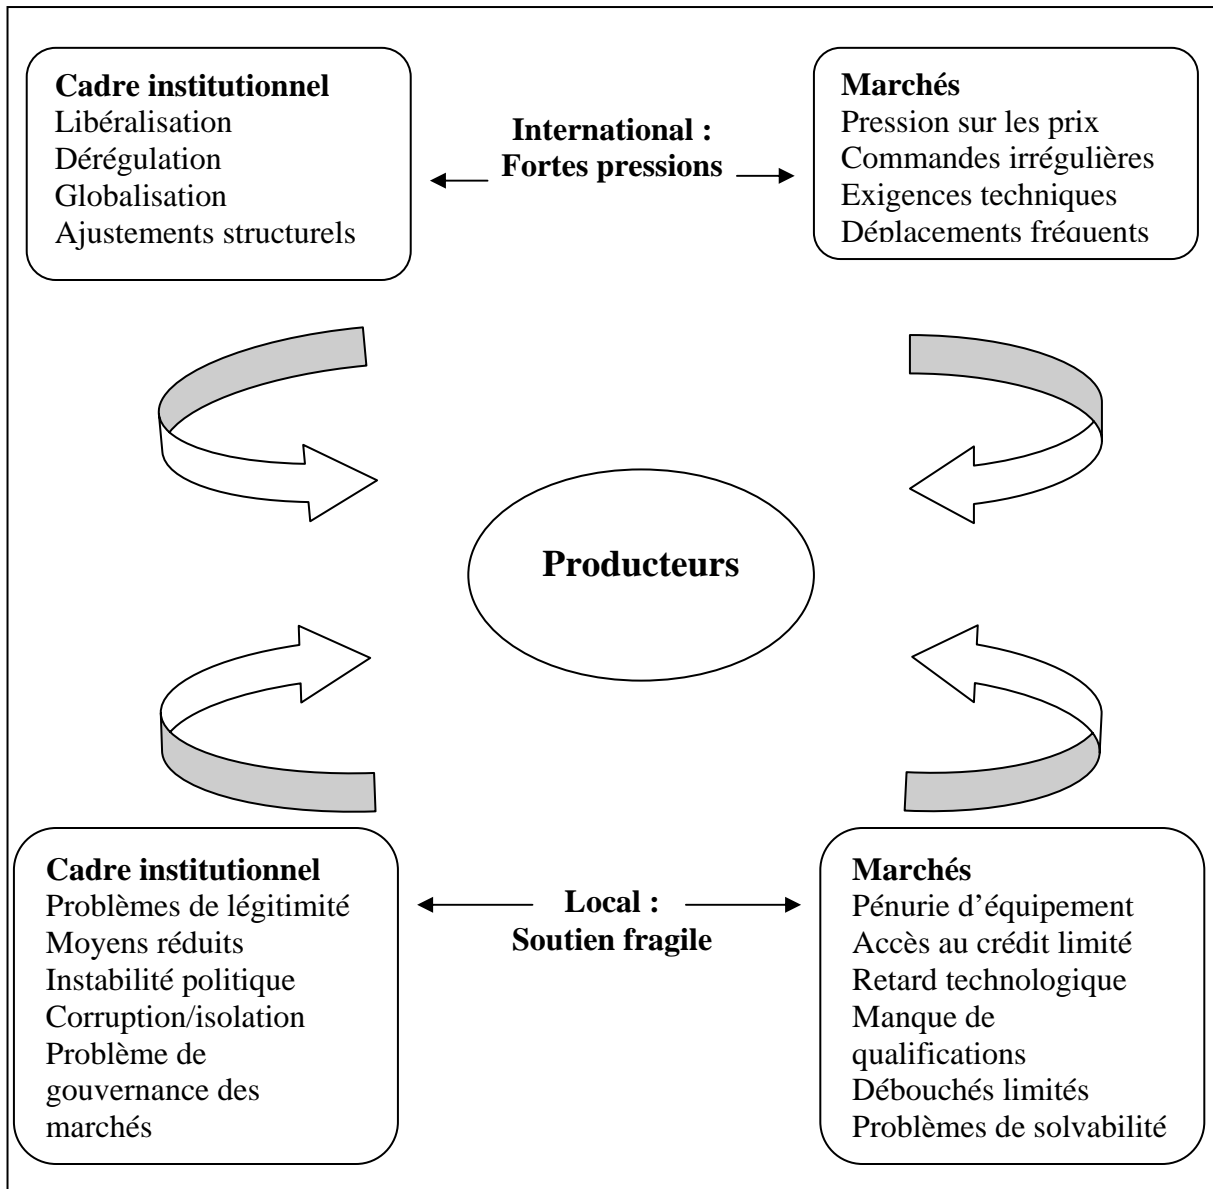 Cadre institutionnel
Libéralisation
Dérégulation
Globalisation
Ajustements structurels
International :
Fortes pressions
Marchés
Pression sur les prix
Commandes irrégulières
Exigences techniques
Déplacements fréquents
Producteurs
Cadre institutionnel
Problèmes de légitimité
Moyens réduits
Instabilité politique
Corruption/isolation
Problème de
gouvernance des
marchés
Local :
Soutien fragile
Marchés
Pénurie d’équipement
Accès au crédit limité
Retard technologique
Manque de
qualifications
Débouchés limités
Problèmes de solvabilité